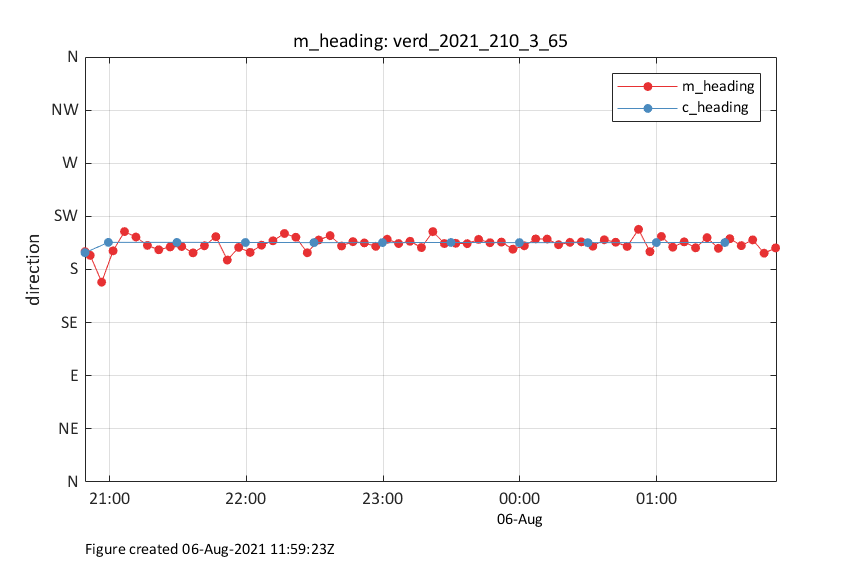 m_heading: verd_2021_210_3_65
N
NW
W
SW
S
SE
E
NE
N
direction
m_heading
c_heading
21:00 22:00 23:00 00:00 01:00
06-Aug
Figure created 06-Aug-2021 11:59:23Z